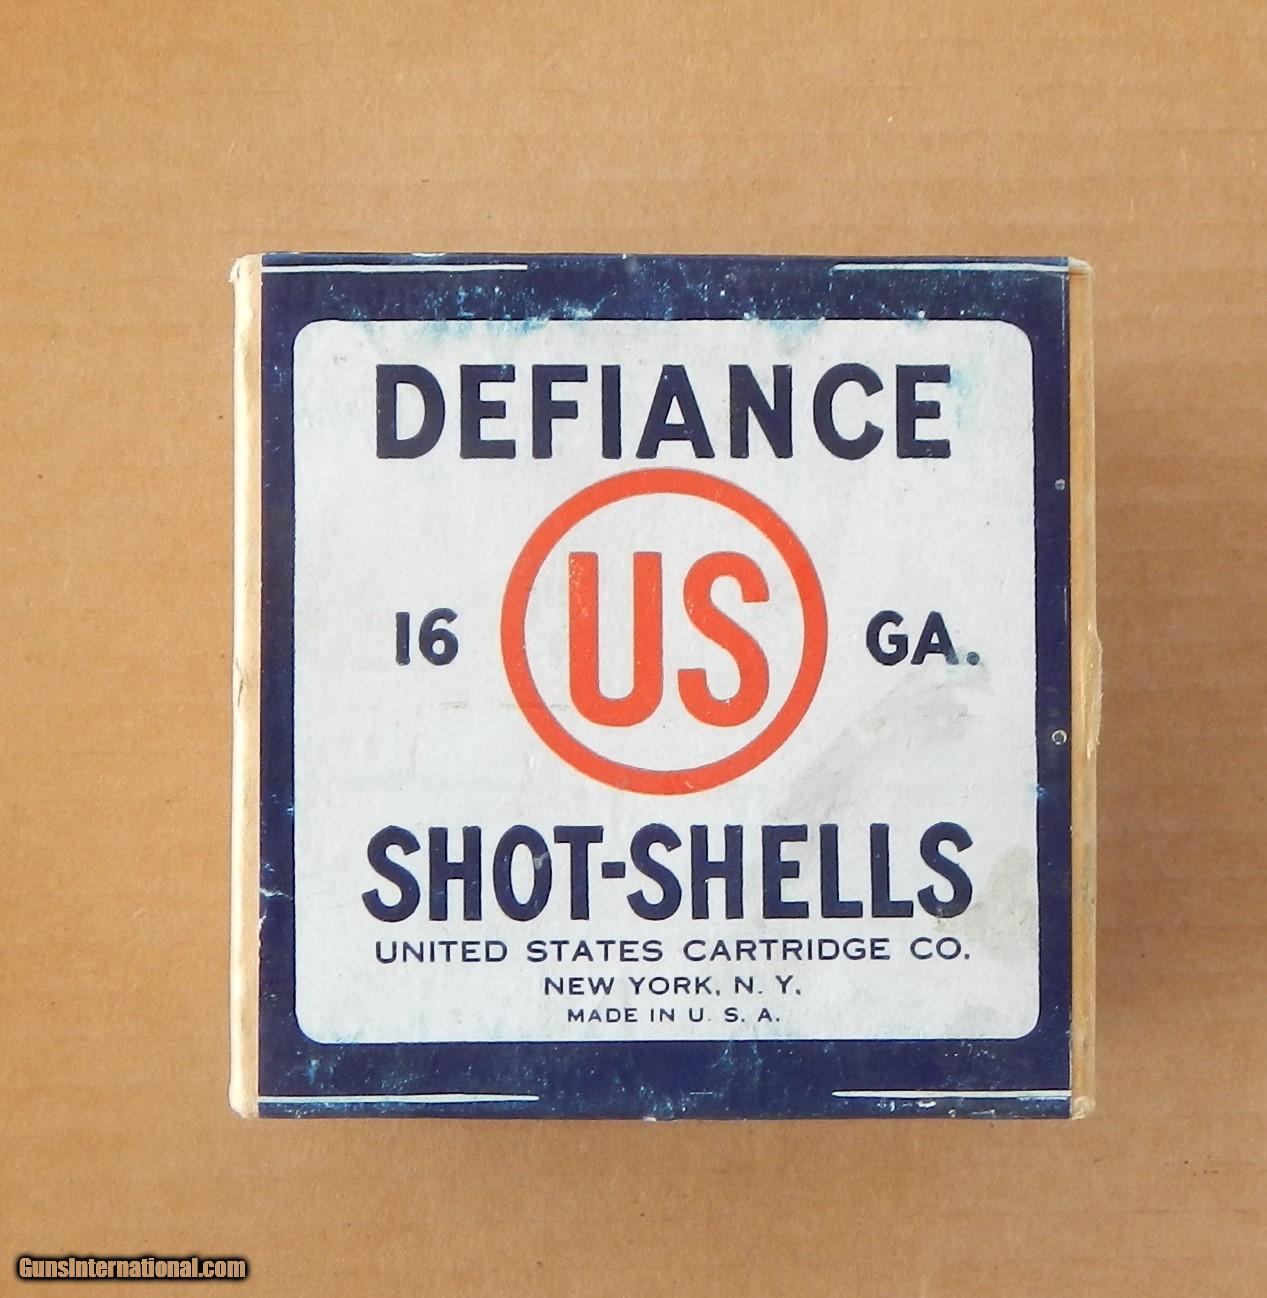 DEFIANCE
US
16 GA.
SHOT-SHELLS
UNITED STATES CARTRIDGE CO.
NEW YORK, N. Y.
MADE IN U. S. A.
GunsInternational.com